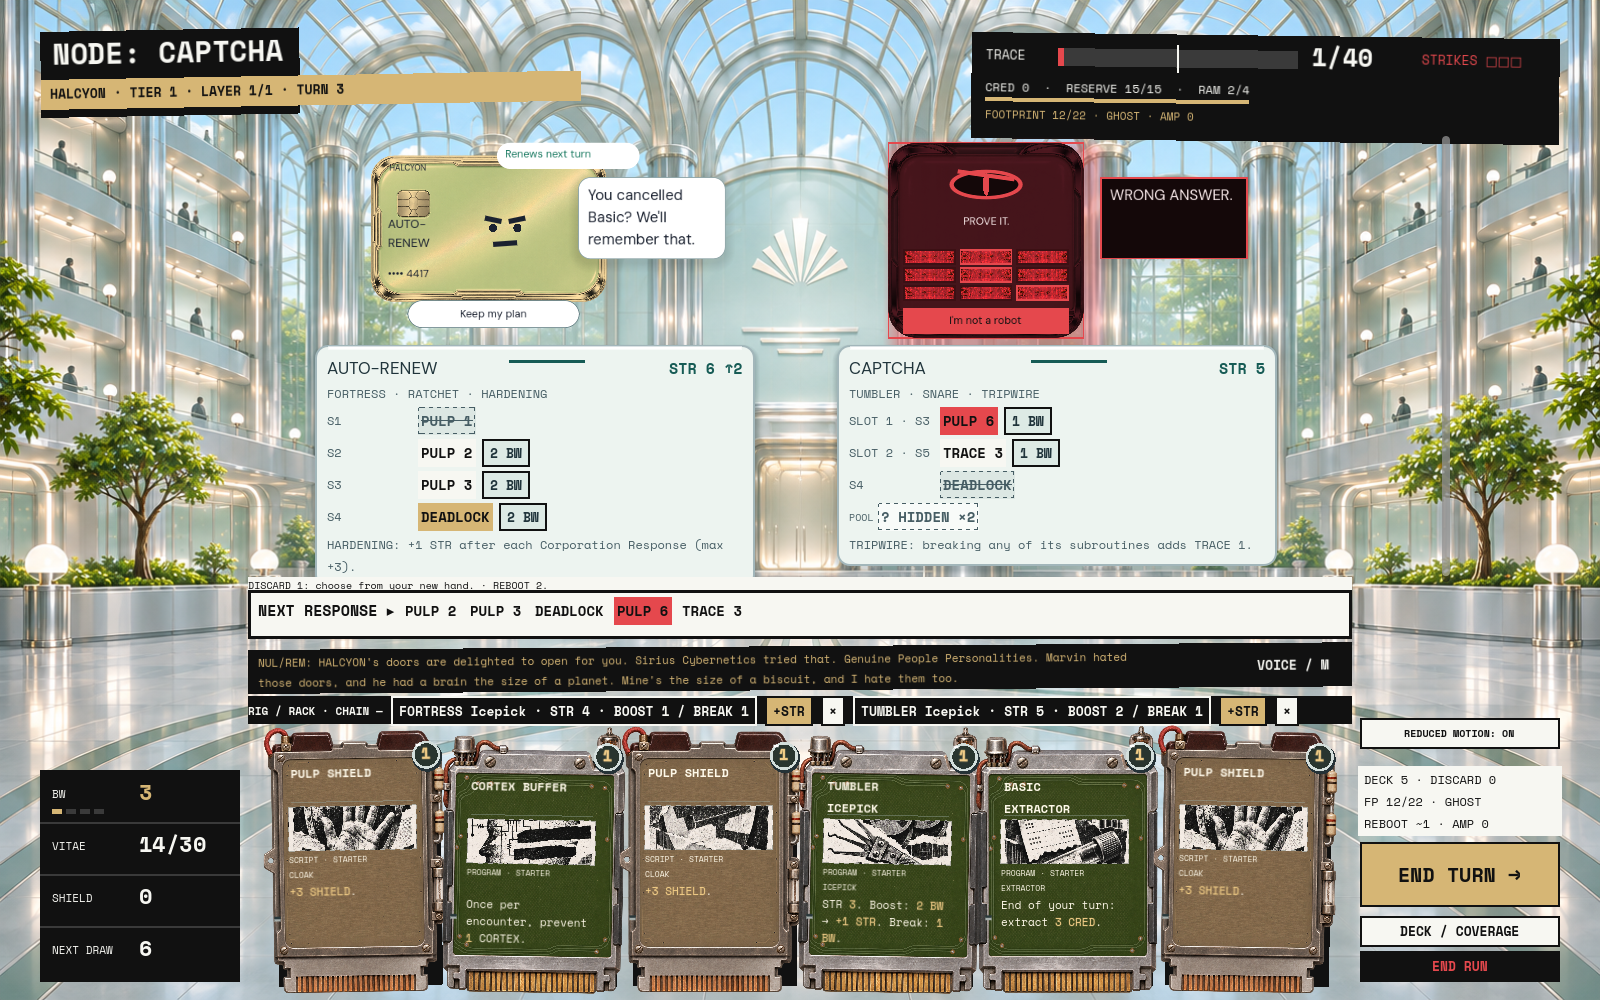 NODE: CAPTCHA
HALCYON · TIER 1 · LAYER 1/1 · TURN 3
TRACE 1/40 STRIKES □□□
CRED 0 · RESERVE 15/15 · RAM 2/4
FOOTPRINT 12/22 · GHOST · AMP 0
HALCYON
Renews next turn
AUTO-
RENEW
•••• 4417
You cancelled
Basic? We'll
remember that.
Keep my plan
PROVE IT.
I'm not a robot
WRONG ANSWER.
AUTO-RENEW STR 6 ↑2
FORTRESS · RATCHET · HARDENING
S1 PULP 1
S2 PULP 2 2 BW
S3 PULP 3 2 BW
S4 DEADLOCK 2 BW
HARDENING: +1 STR after each Corporation Response (max
+3).
CAPTCHA STR 5
TUMBLER · SNARE · TRIPWIRE
SLOT 1 · S3 PULP 6 1 BW
SLOT 2 · S5 TRACE 3 1 BW
S4 DEADLOCK
POOL ? HIDDEN ×2
TRIPWIRE: breaking any of its subroutines adds TRACE 1.
DISCARD 1: choose from your new hand. · REBOOT 2.
NEXT RESPONSE ▸ PULP 2 PULP 3 DEADLOCK PULP 6 TRACE 3
NUL/REM: HALCYON's doors are delighted to open for you. Sirius Cybernetics tried that. Genuine People Personalities. Marvin hated
those doors, and he had a brain the size of a planet. Mine's the size of a biscuit, and I hate them too.
VOICE / M
RIG / RACK · CHAIN — FORTRESS Icepick · STR 4 · BOOST 1 / BREAK 1 +STR × TUMBLER Icepick · STR 5 · BOOST 2 / BREAK 1 +STR ×
BW 3
VITAE 14/30
SHIELD 0
NEXT DRAW 6
1
PULP SHIELD
SCRIPT · STARTER
CLOAK
+3 SHIELD.
1
CORTEX BUFFER
PROGRAM · STARTER
Once per
encounter, prevent
1 CORTEX.
1
PULP SHIELD
SCRIPT · STARTER
CLOAK
+3 SHIELD.
1
TUMBLER
ICEPICK
PROGRAM · STARTER
ICEPICK
STR 3. Boost: 2 BW
→ +1 STR. Break: 1
BW.
1
BASIC
EXTRACTOR
PROGRAM · STARTER
EXTRACTOR
End of your turn:
extract 3 CRED.
1
PULP SHIELD
SCRIPT · STARTER
CLOAK
+3 SHIELD.
REDUCED MOTION: ON
DECK 5 · DISCARD 0
FP 12/22 · GHOST
REBOOT ~1 · AMP 0
END TURN →
DECK / COVERAGE
END RUN